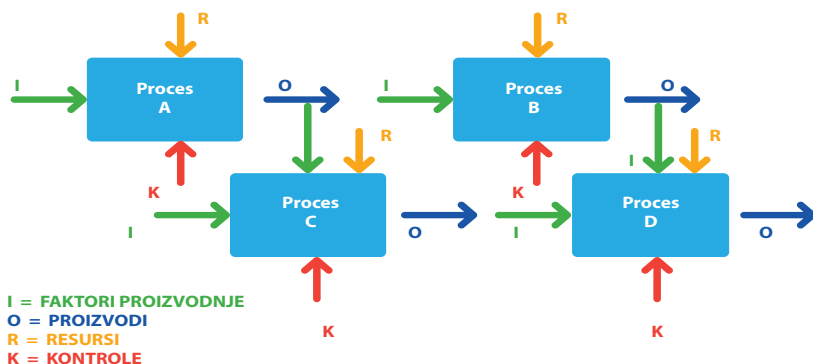 R
R
I
Proces
A
O
I
Proces
B
O
R
R
K
K
I
Proces
C
Proces
D
I
O
I
O
I = FAKTORI PROIZVODNJE
O = PROIZVODI
R = RESURSI
K = KONTROLE
K
K